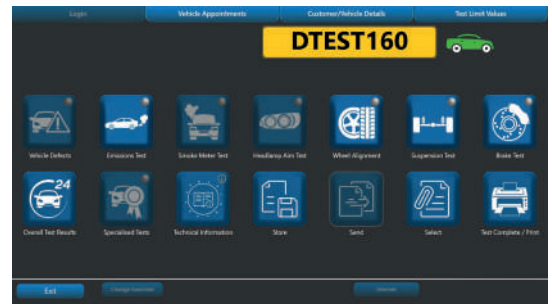 Login Vehicle Appointments Customer/Vehicle Details Test Limit Values
DTEST160
Vehicle Defects Emissions Test Smoke Meter Test Headlamp Aim Test Wheel Alignment Suspension Test Brake Test
24
Overall Test Results Specialised Tests Technical Information Store Send Select Test Complete / Print
Exit Change Function